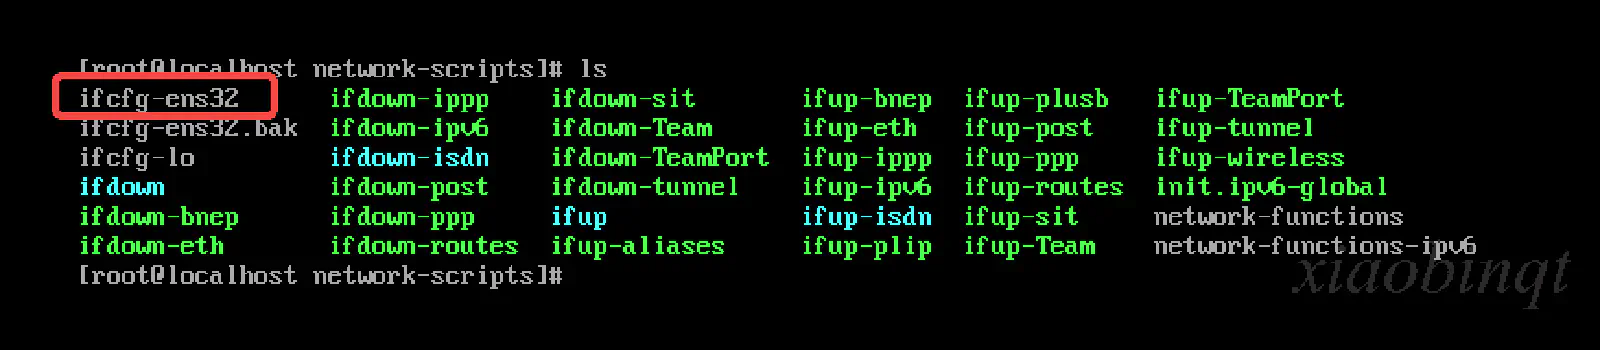 [root@localhost network-scripts]# ls
ifcfg-ens32 ifdown-ippp ifdown-sit ifup-bnep ifup-plusb ifup-TeamPort
ifcfg-ens32.bak ifdown-ipv6 ifdown-Team ifup-eth ifup-post ifup-tunnel
ifcfg-lo ifdown-isdn ifdown-TeamPort ifup-ippp ifup-ppp ifup-wireless
ifdown ifdown-post ifdown-tunnel ifup-ipv6 ifup-routes init.ipv6-global
ifdown-bnep ifdown-ppp ifup ifup-isdn ifup-sit network-functions
ifdown-eth ifdown-routes ifup-aliases ifup-plip ifup-Team network-functions-ipv6
[root@localhost network-scripts]#
xiaobinqt